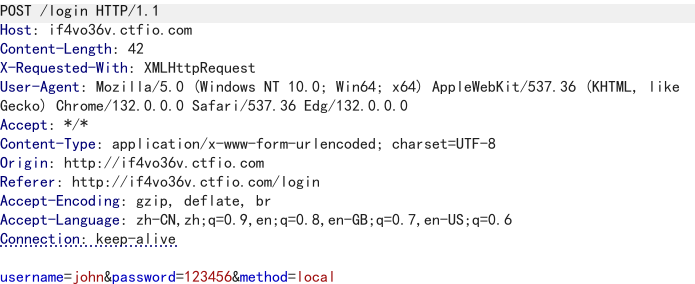 POST /login HTTP/1.1
Host: if4vo36v.ctfio.com
Content-Length: 42
X-Requested-With: XMLHttpRequest
User-Agent: Mozilla/5.0 (Windows NT 10.0; Win64; x64) AppleWebKit/537.36 (KHTML, like
Gecko) Chrome/132.0.0.0 Safari/537.36 Edg/132.0.0.0
Accept: */*
Content-Type: application/x-www-form-urlencoded; charset=UTF-8
Origin: http://if4vo36v.ctfio.com
Referer: http://if4vo36v.ctfio.com/login
Accept-Encoding: gzip, deflate, br
Accept-Language: zh-CN,zh;q=0.9,en;q=0.8,en-GB;q=0.7,en-US;q=0.6
Connection: keep-alive
username=john&password=123456&method=local